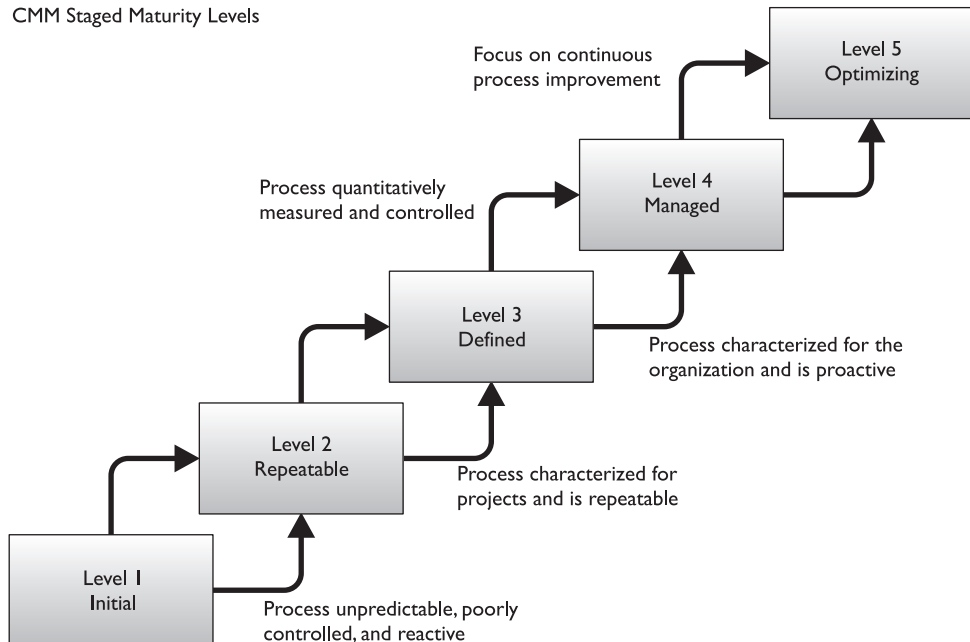 CMM Staged Maturity Levels
Level 5
Optimizing
Focus on continuous
process improvement
Level 4
Managed
Process quantitatively
measured and controlled
Level 3
Defined
Process characterized for the
organization and is proactive
Level 2
Repeatable
Process characterized for
projects and is repeatable
Level 1
Initial
Process unpredictable, poorly
controlled, and reactive